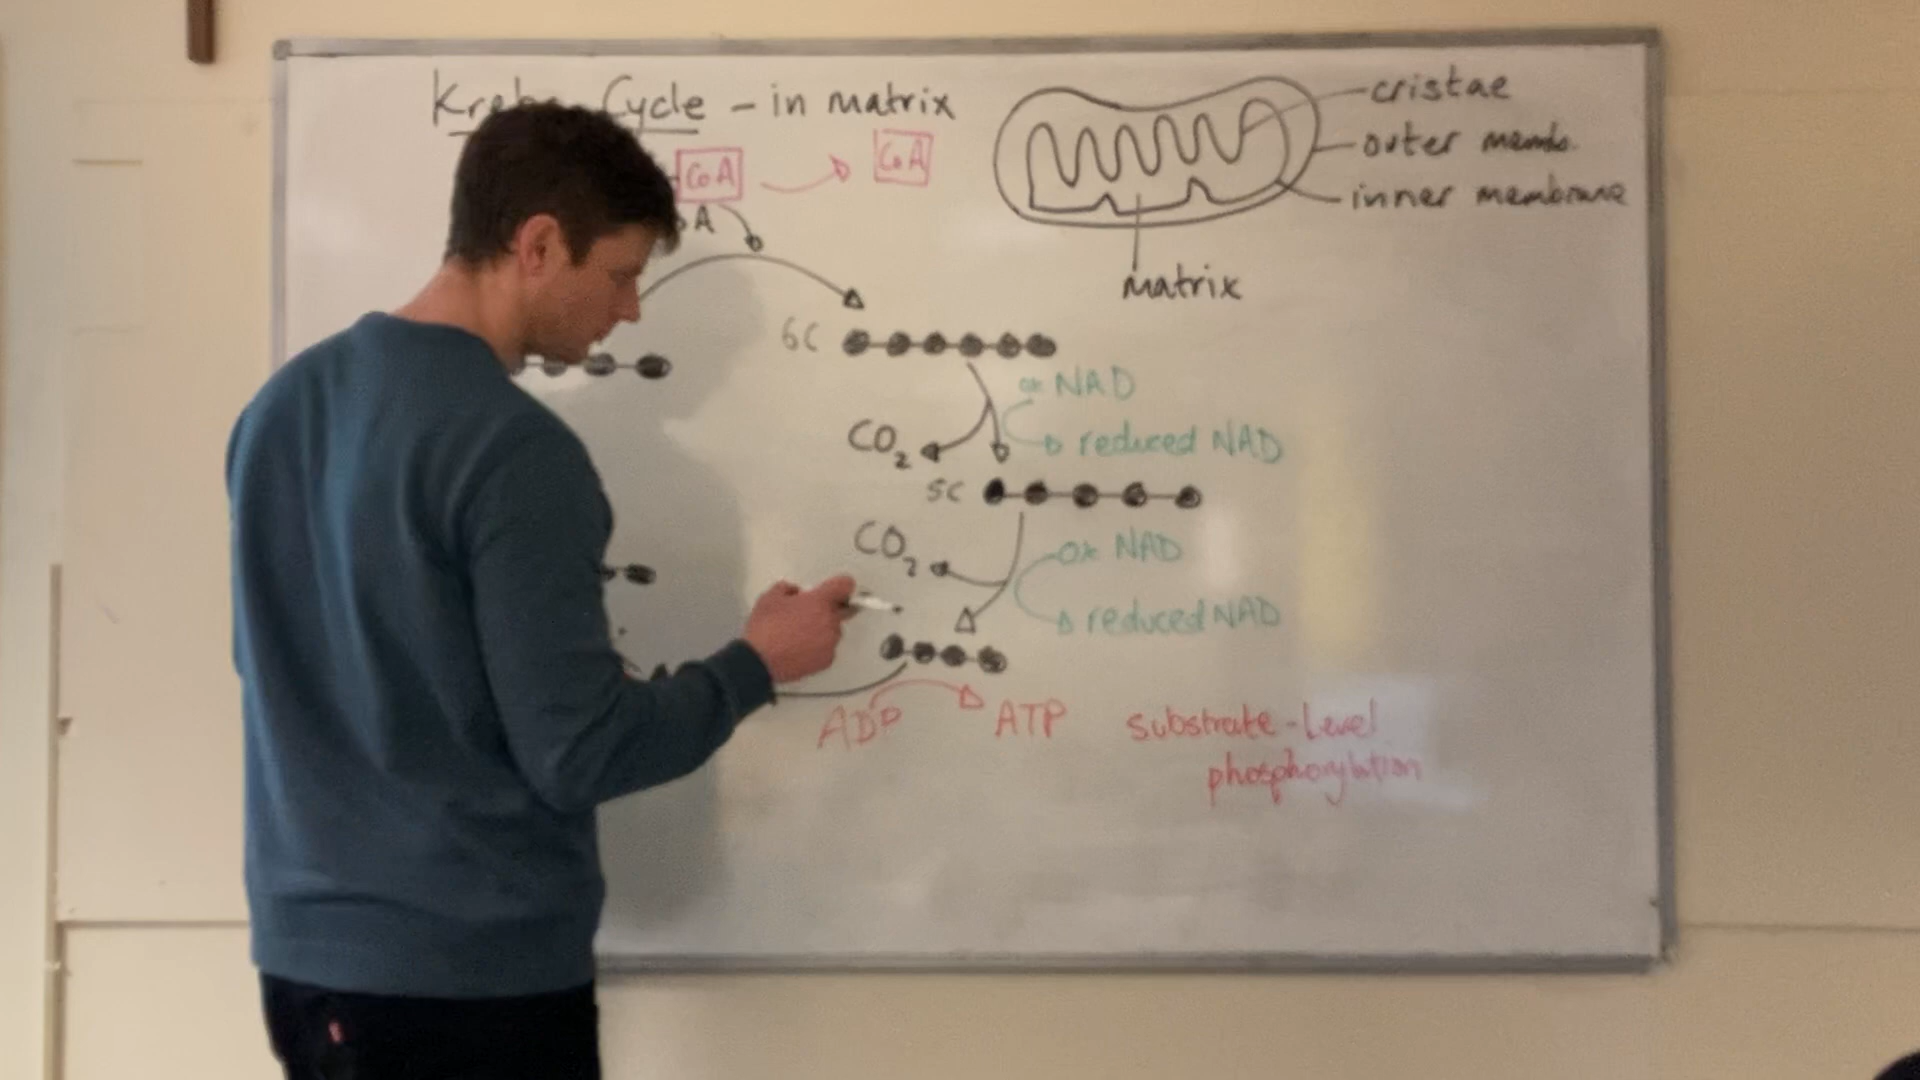 Krebs Cycle - in matrix
cristae
outer memb.
inner membrane
matrix
CoA
CoA
A
6C
ox NAD
CO2
reduced NAD
5C
CO2
ox NAD
reduced NAD
ADP
ATP
substrate-level
phosphorylation